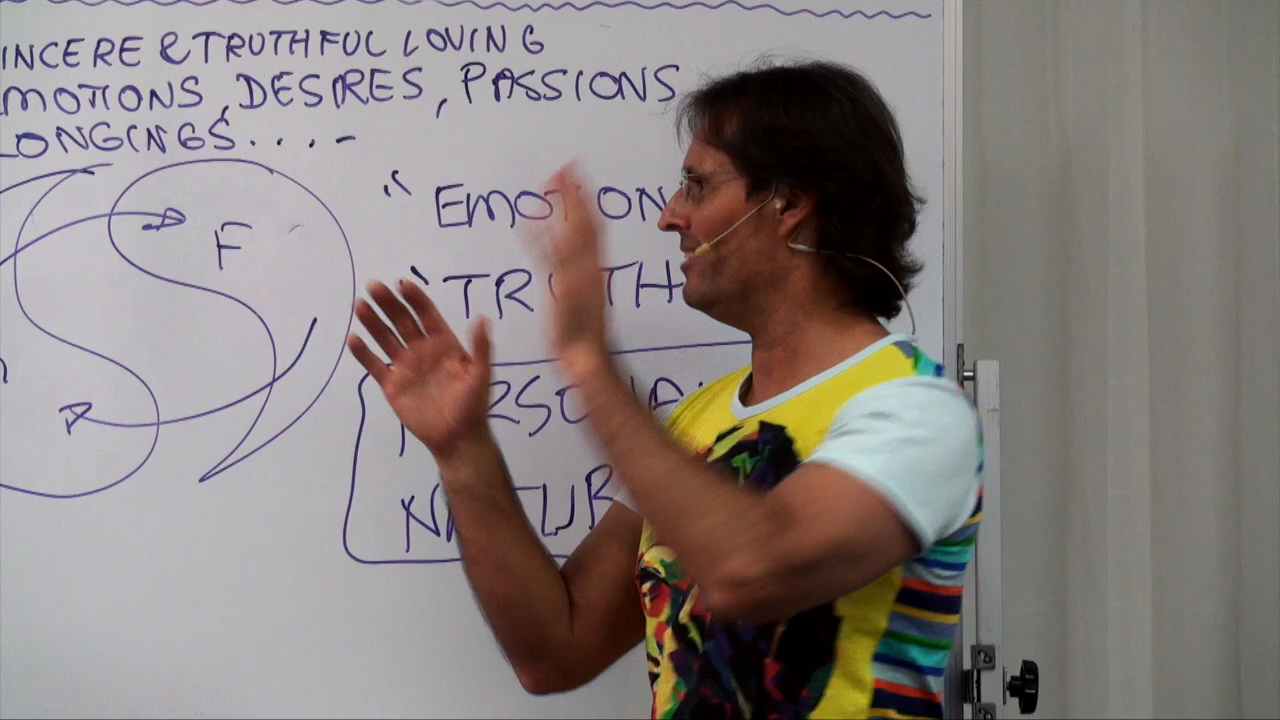 INCERE & TRUTHFUL LOVING
MOTIONS, DESIRES, PASSIONS
LONGINGS....-
F
"EMOTION
"TRUTH